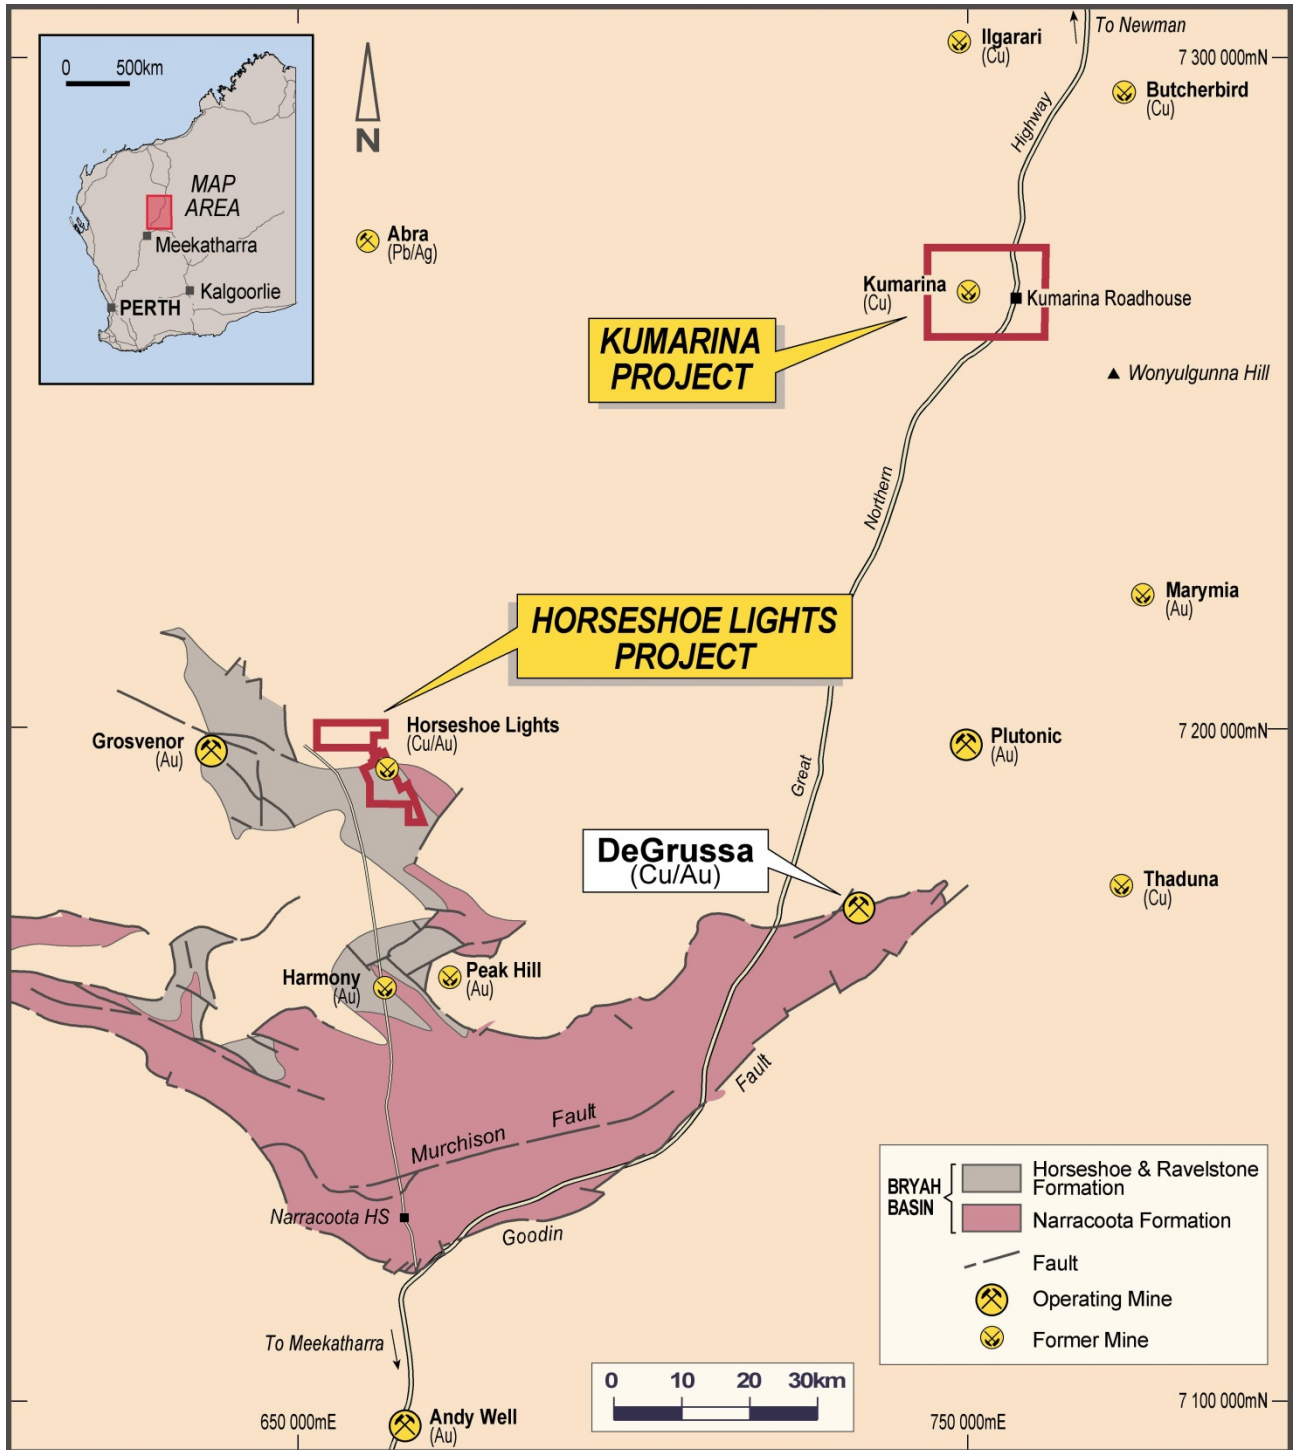 To Newman
Ilgarari
(Cu)
7 300 000mN
0 500km
Butcherbird
(Cu)
Highway
N
MAP
AREA
Meekatharra
Kalgoorlie
PERTH
Abra
(Pb/Ag)
Kumarina
(Cu)
Kumarina Roadhouse
KUMARINA
PROJECT
Wonyulgunna Hill
Northern
Marymia
(Au)
HORSESHOE LIGHTS
PROJECT
Horseshoe Lights
(Cu/Au)
Grosvenor
(Au)
7 200 000mN
Plutonic
(Au)
Great
DeGrussa
(Cu/Au)
Thaduna
(Cu)
Harmony
(Au)
Peak Hill
(Au)
Fault
Murchison Fault
Narracoota HS
Goodin
BRYAH
BASIN
Horseshoe & Ravelstone
Formation
Narracoota Formation
Fault
Operating Mine
Former Mine
To Meekatharra
0 10 20 30km
7 100 000mN
650 000mE
Andy Well
(Au)
750 000mE